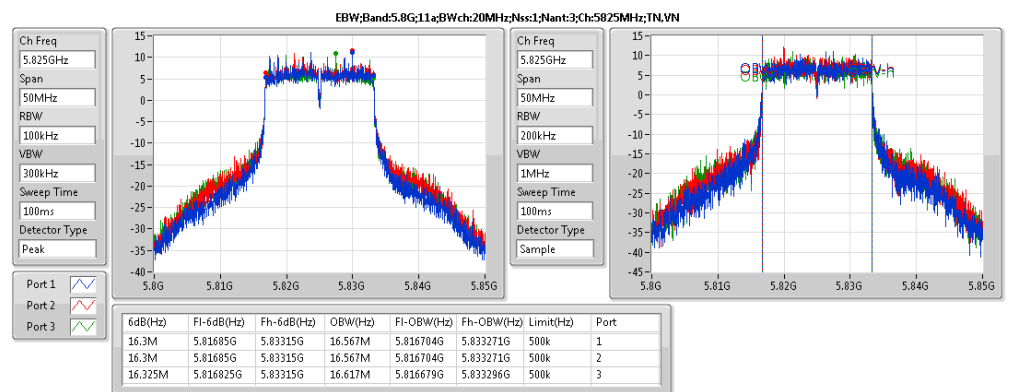 EBW;Band:5.8G;11a;BWch:20MHz;Nss:1;Nant:3;Ch:5825MHz;TN,VN
Ch Freq
5.825GHz
Span
50MHz
RBW
100kHz
VBW
300kHz
Sweep Time
100ms
Detector Type
Peak
15
10
5
0
-5
-10
-15
-20
-25
-30
-35
-40
5.8G 5.81G 5.82G 5.83G 5.84G 5.85G
Ch Freq
5.825GHz
Span
50MHz
RBW
200kHz
VBW
1MHz
Sweep Time
100ms
Detector Type
Sample
15
10
5
0
-5
-10
-15
-20
-25
-30
-35
-40
-45
5.8G 5.81G 5.82G 5.83G 5.84G 5.85G
Port 1
Port 2
Port 3
6dB(Hz) Fl-6dB(Hz) Fh-6dB(Hz) OBW(Hz) Fl-OBW(Hz) Fh-OBW(Hz) Limit(Hz) Port
16.3M 5.81685G 5.83315G 16.567M 5.816704G 5.833271G 500k 1
16.3M 5.81685G 5.83315G 16.567M 5.816704G 5.833271G 500k 2
16.325M 5.816825G 5.83315G 16.617M 5.816679G 5.833296G 500k 3